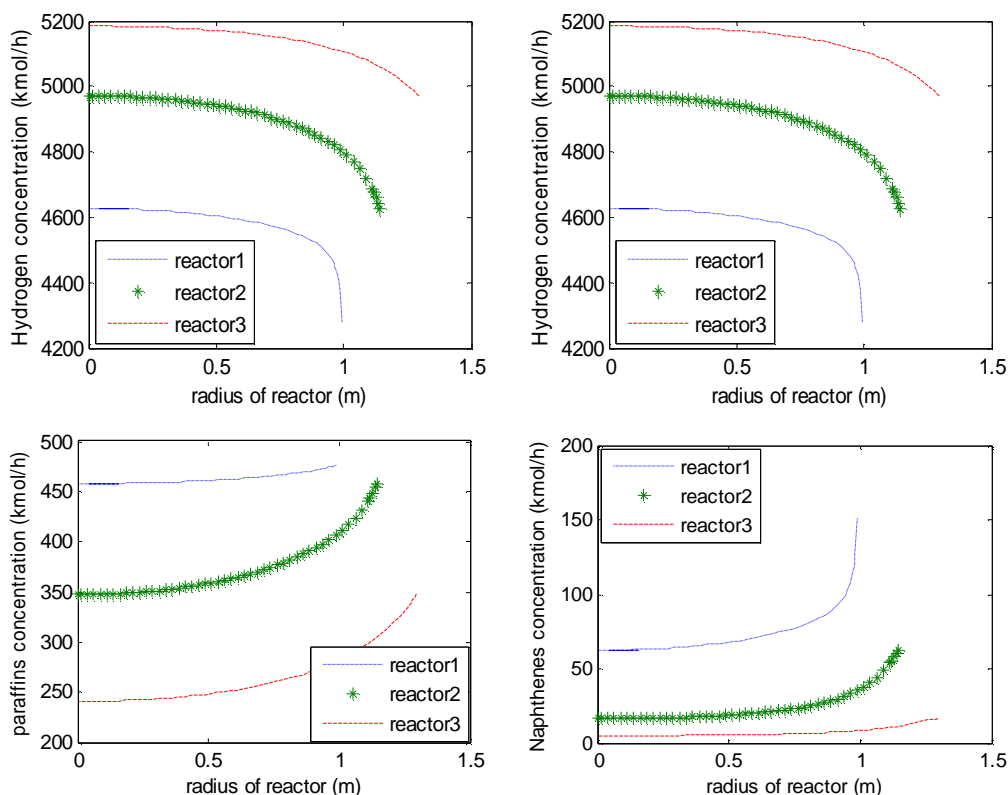 5200
5000
4800
4600
4400
4200
Hydrogen concentration (kmol/h)
reactor1
reactor2
reactor3
0
0.5
1
1.5
radius of reactor (m)
5200
5000
4800
4600
4400
4200
Hydrogen concentration (kmol/h)
reactor1
reactor2
reactor3
0
0.5
1
1.5
radius of reactor (m)
500
450
400
350
300
250
200
paraffins concentration (kmol/h)
reactor1
reactor2
reactor3
0
0.5
1
1.5
radius of reactor (m)
200
150
100
50
0
Naphthenes concentration (kmol/h)
reactor1
reactor2
reactor3
0
0.5
1
1.5
radius of reactor (m)